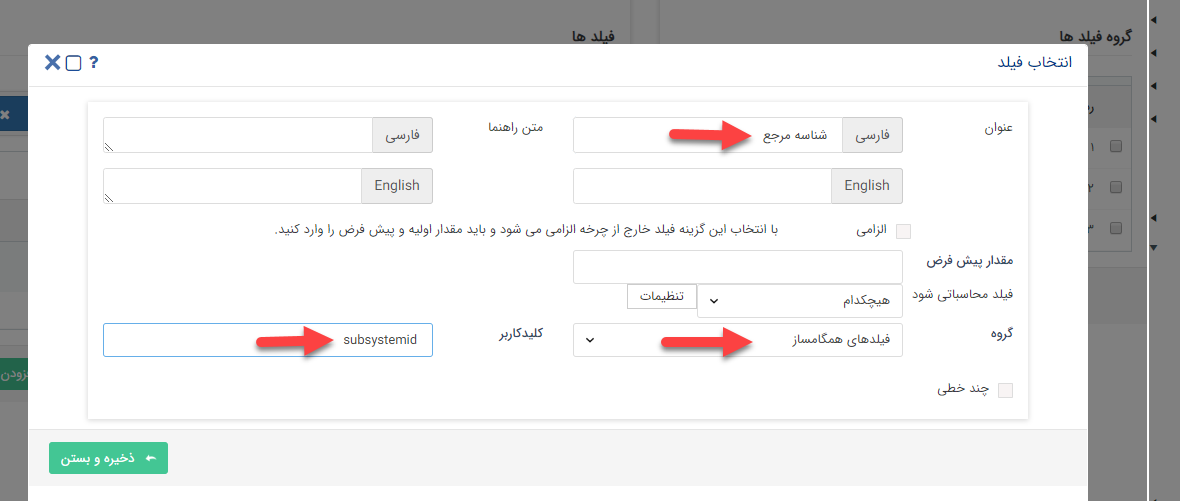 گروه فیلد ها
فیلد ها
انتخاب فیلد
?
عنوان
فارسی
شناسه مرجع
متن راهنما
فارسی
English
English
الزامی
با انتخاب این گزینه فیلد خارج از چرخه الزامی می شود و باید مقدار اولیه و پیش فرض را وارد کنید.
مقدار پیش فرض
فیلد محاسباتی شود
هیچکدام
تنظیمات
گروه
فیلدهای همگامساز
کلیدکاربر
subsystemid
چند خطی
ذخیره و بستن
۱
۲
۳